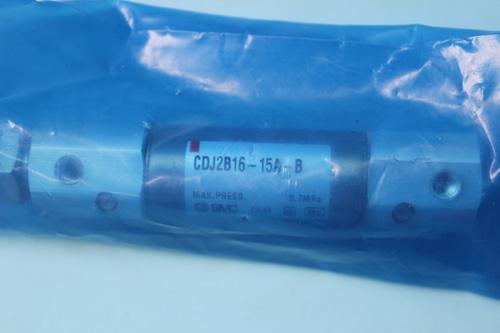 CDJ2B16-15A-B
MAX.PRESS. 0.7MPa
SMC